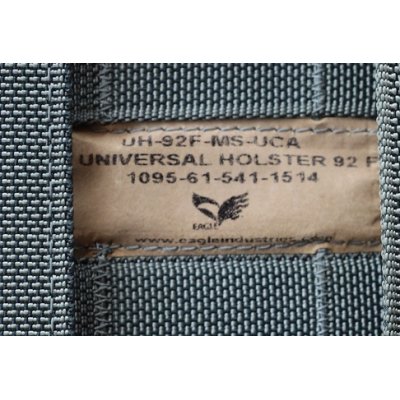 UH-92F-MS-UCA
UNIVERSAL HOLSTER 92 F
1095-61-541-1514
EAGLE
www.eagleindustries.com